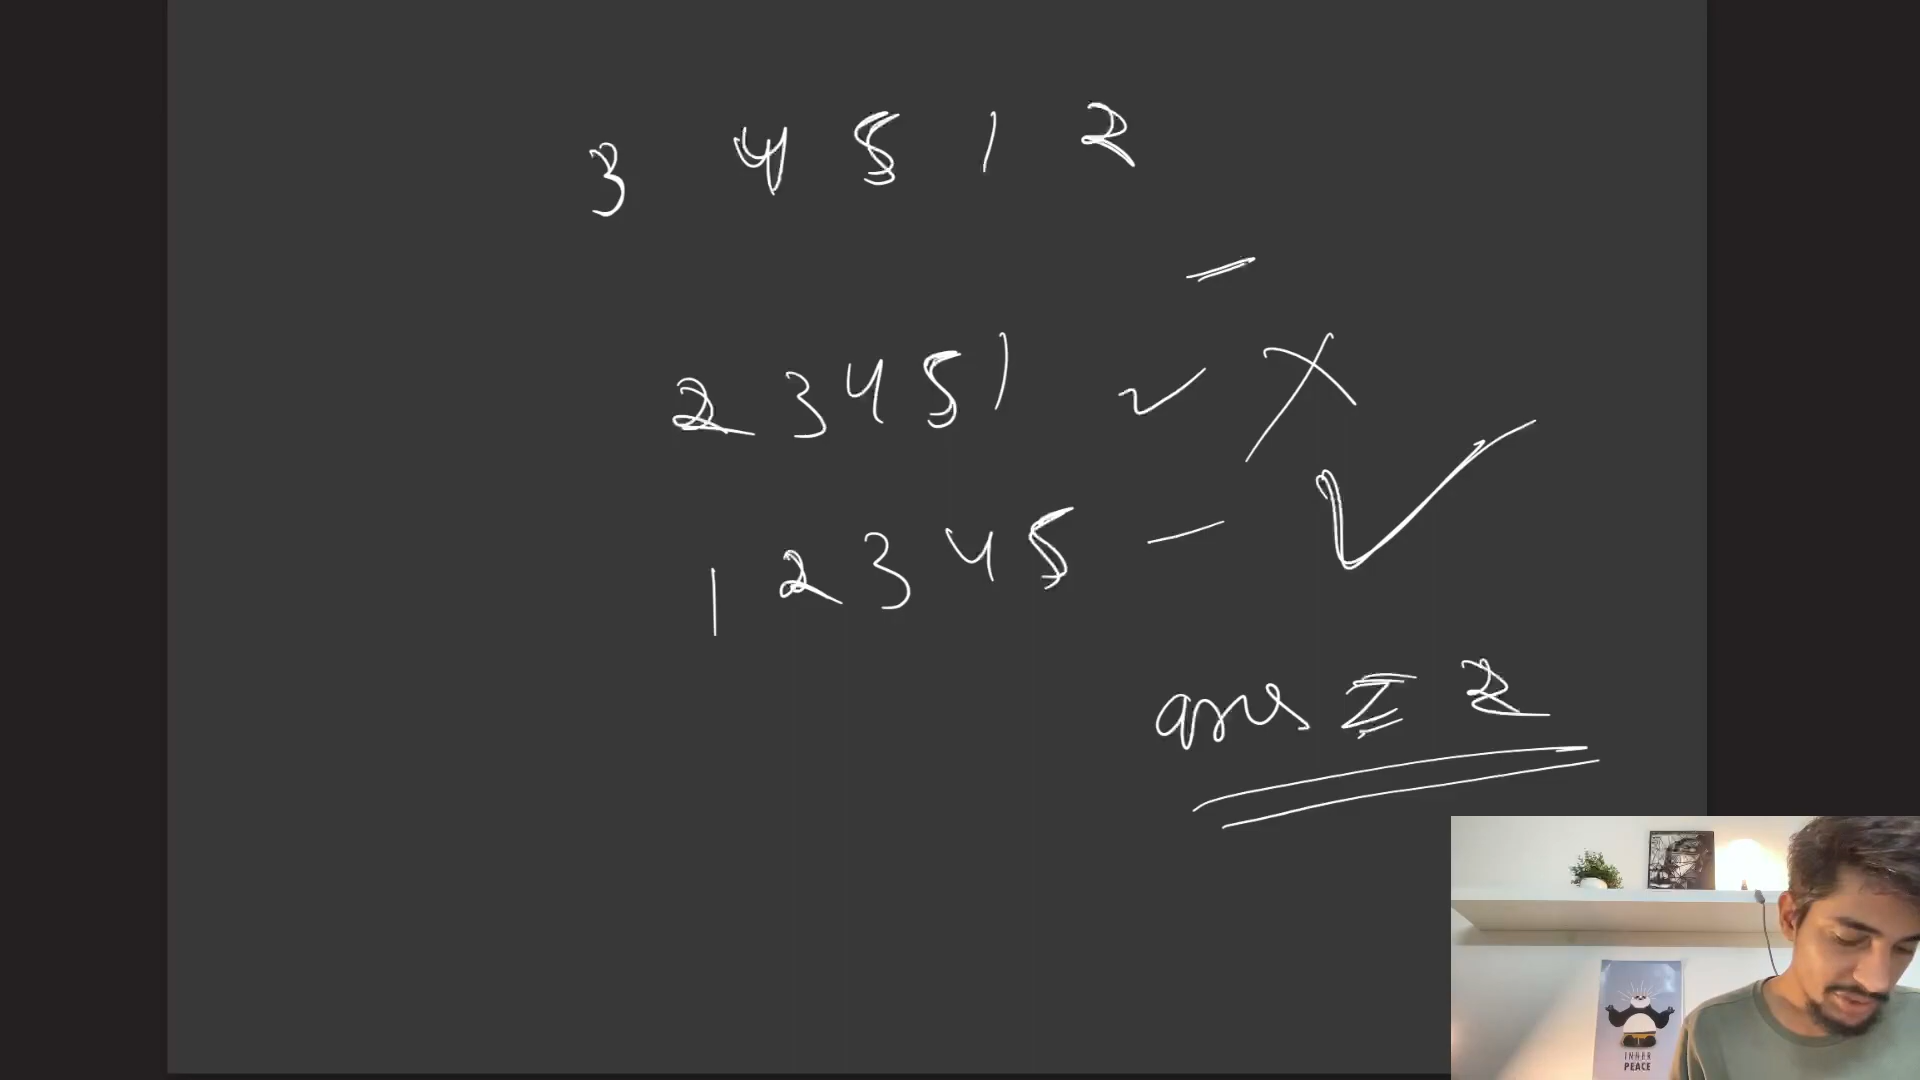 3 4 5 1 2
2 3 4 5 1
1 2 3 4 5 -
ans = 2
INNER
PEACE